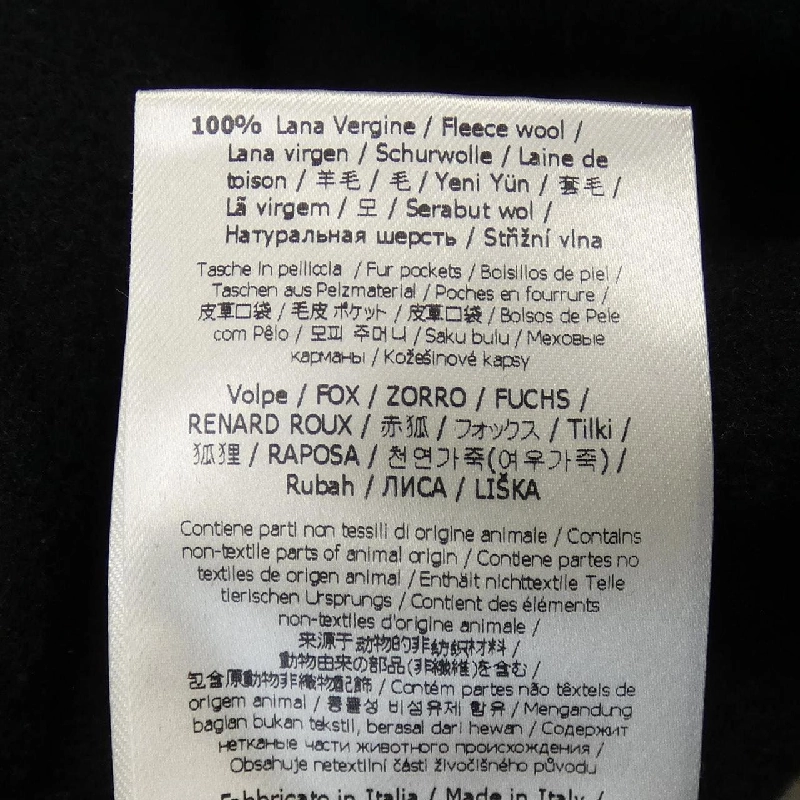 100% Lana Vergine / Fleece wool /
Lana virgen / Schurwolle / Laine de
toison / 羊毛 / 毛 / Yeni Yün / 套毛 /
Lã virgem / 모 / Serabut wol /
Натуральная шерсть / Střižní vlna
Tasche in pelliccia / Fur pockets / Bolsillos de piel /
Taschen aus Pelzmaterial / Poches en fourrure /
皮草口袋 / 毛皮 ポケット / 皮草口袋 / Bolsos de Pele
com Pêlo / 모피 주머니 / Saku bulu / Меховые
карманы / Kožešinové kapsy
Volpe / FOX / ZORRO / FUCHS /
RENARD ROUX / 赤狐 / フォックス / Tilki /
狐狸 / RAPOSA / 천연가죽(여우가죽) /
Rubah / ЛИСА / LIŠKA
Contiene parti non tessili di origine animale / Contains
non-textile parts of animal origin / Contiene partes no
textiles de origen animal / Enthält nichttextile Teile
tierischen Ursprungs / Contient des éléments
non-textiles d'origine animale /
来源于动物的非纺织材料 /
動物由来の部品(非繊維)を含む /
包含原動物非織物配飾 / Contém partes não têxteis de
origem animal / 동물성 비섬유제 함유 / Mengandung
bagian bukan tekstil, berasal dari hewan / Содержит
нетканые части животного происхождения /
Obsahuje netextilní části živočišného původu
Fabbricato in Italia / Made in Italy /